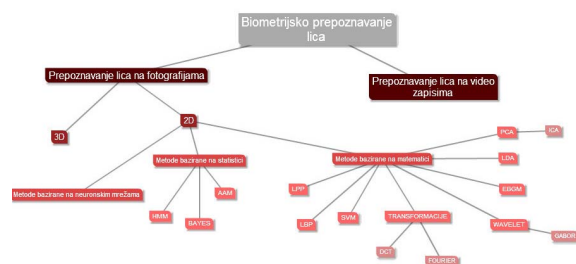 Biometrijsko prepoznavanje
lica
Prepoznavanje lica na fotografijama
Prepoznavanje lica na video
zapisima
3D
2D
Metode bazirane na neuronskim mrežama
Metode bazirane na statistici
Metode bazirane na matematici
HMM
BAYES
AAM
LPP
LBP
SVM
TRANSFORMACIJE
DCT
FOURIER
PCA
ICA
LDA
EBGM
WAVELET
GABOR